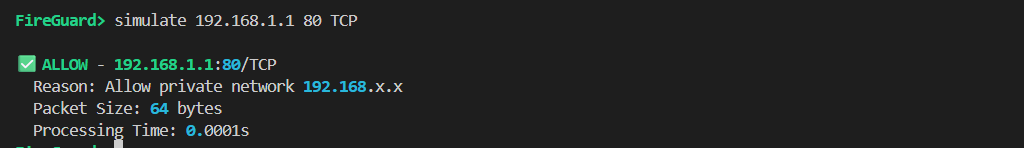 FireGuard> simulate 192.168.1.1 80 TCP
✅ ALLOW - 192.168.1.1:80/TCP
Reason: Allow private network 192.168.x.x
Packet Size: 64 bytes
Processing Time: 0.0001s